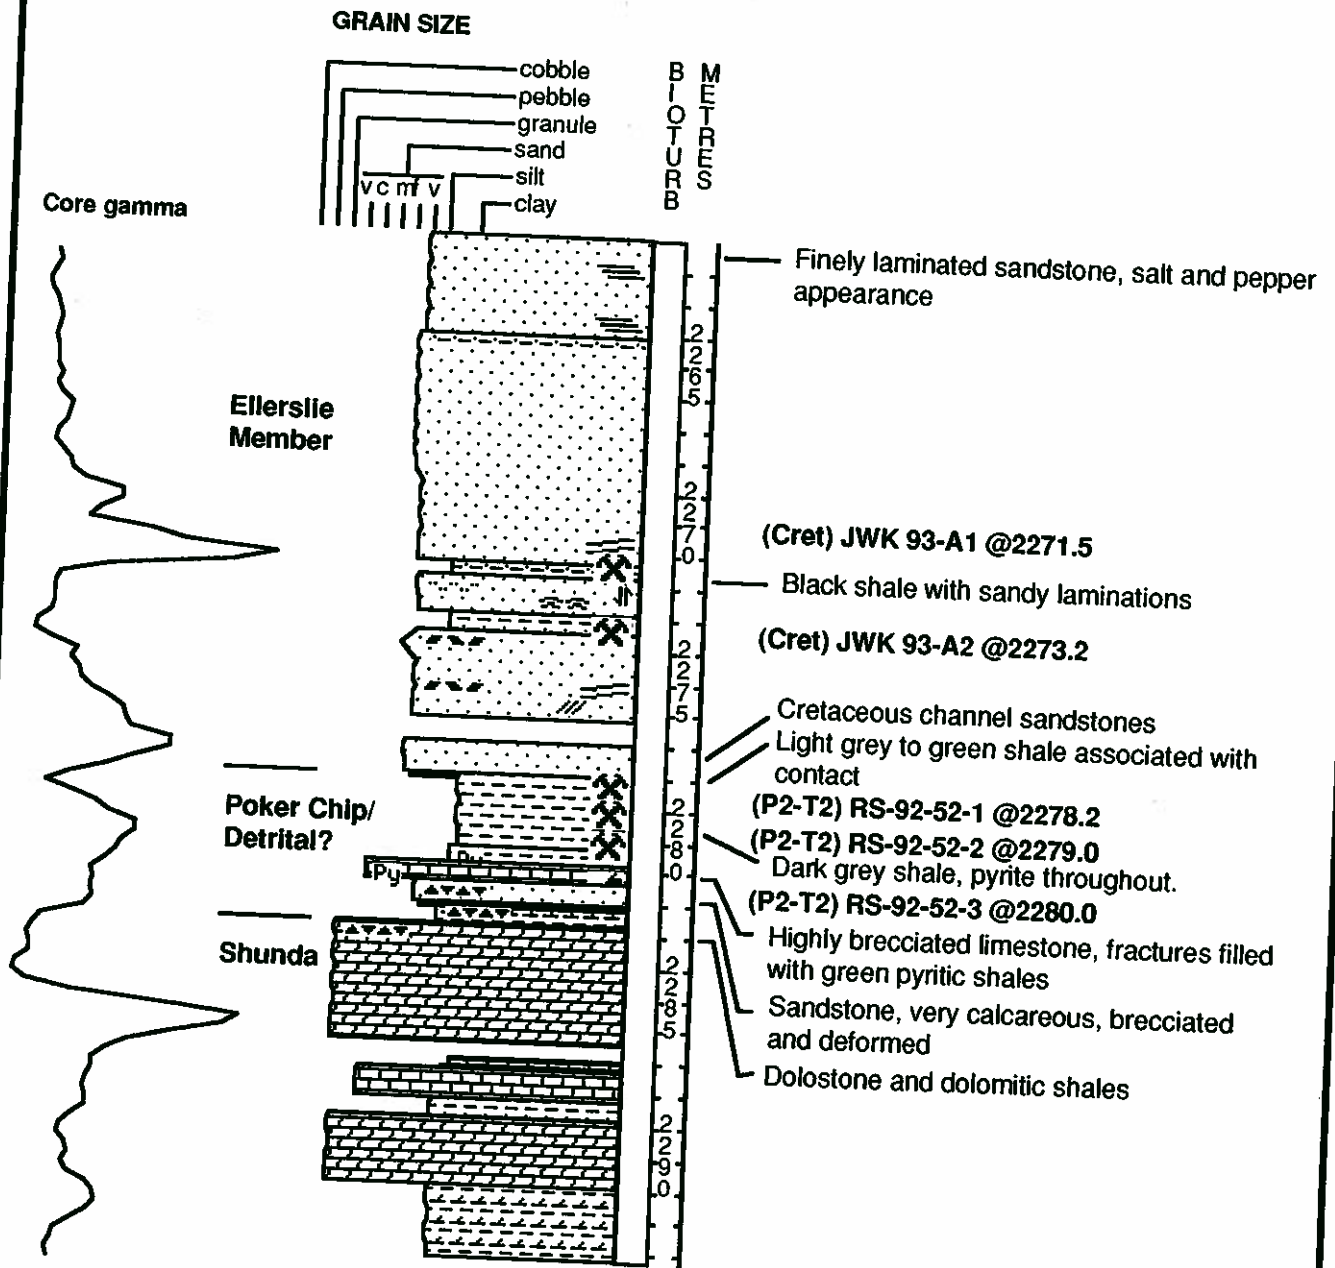 GRAIN SIZE
cobble
pebble
granule
sand
silt
clay
v c mf v
BIOTURB
METRES
Core gamma
Finely laminated sandstone, salt and pepper
appearance
2265
Ellerslie
Member
2270
(Cret) JWK 93-A1 @2271.5
Black shale with sandy laminations
(Cret) JWK 93-A2 @2273.2
2275
Cretaceous channel sandstones
Light grey to green shale associated with
contact
Poker Chip/
Detrital?
(P2-T2) RS-92-52-1 @2278.2
(P2-T2) RS-92-52-2 @2279.0
Dark grey shale, pyrite throughout.
2280
Py
Py
(P2-T2) RS-92-52-3 @2280.0
Highly brecciated limestone, fractures filled
with green pyritic shales
Shunda
Sandstone, very calcareous, brecciated
and deformed
2285
Dolostone and dolomitic shales
2290